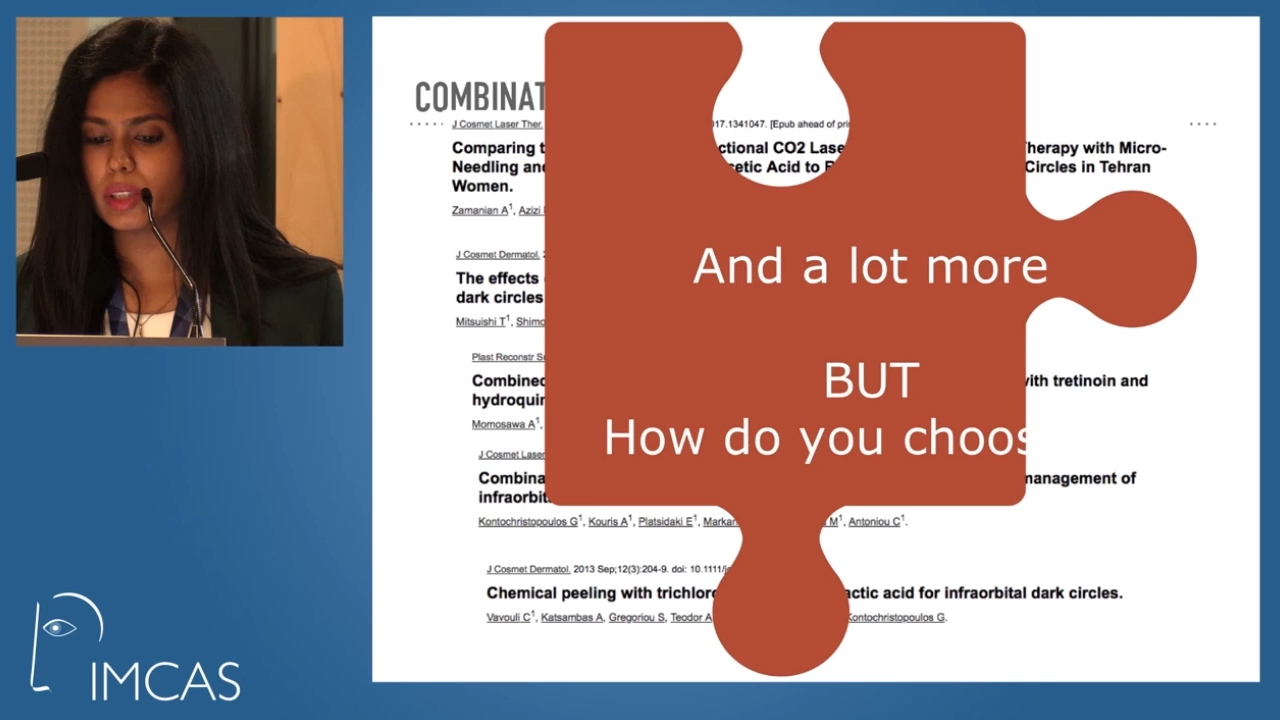 COMBINAT
J Cosmet Laser Ther. 017.1341047. [Epub ahead of pri
Comparing t ctional CO2 Lase herapy with Micro-
Needling and cetic Acid to R Circles in Tehran
Women.
Zamanian A1, Azizi
J Cosmet Dermatol. 2
The effects
dark circles
Mitsuishi T1, Shimo
And a lot more
Plast Reconstr Su
Combined with tretinoin and
hydroquin
Momosawa A1,
BUT
How do you choos
J Cosmet Laser
Combina management of
infraorbit
Kontochristopoulos G1, Kouris A1, Platsidaki E1, Markan M1, Antoniou C1.
J Cosmet Dermatol. 2013 Sep;12(3):204-9. doi: 10.1111/j
Chemical peeling with trichloro actic acid for infraorbital dark circles.
Vavouli C1, Katsambas A, Gregoriou S, Teodor A Kontochristopoulos G.
IMCAS